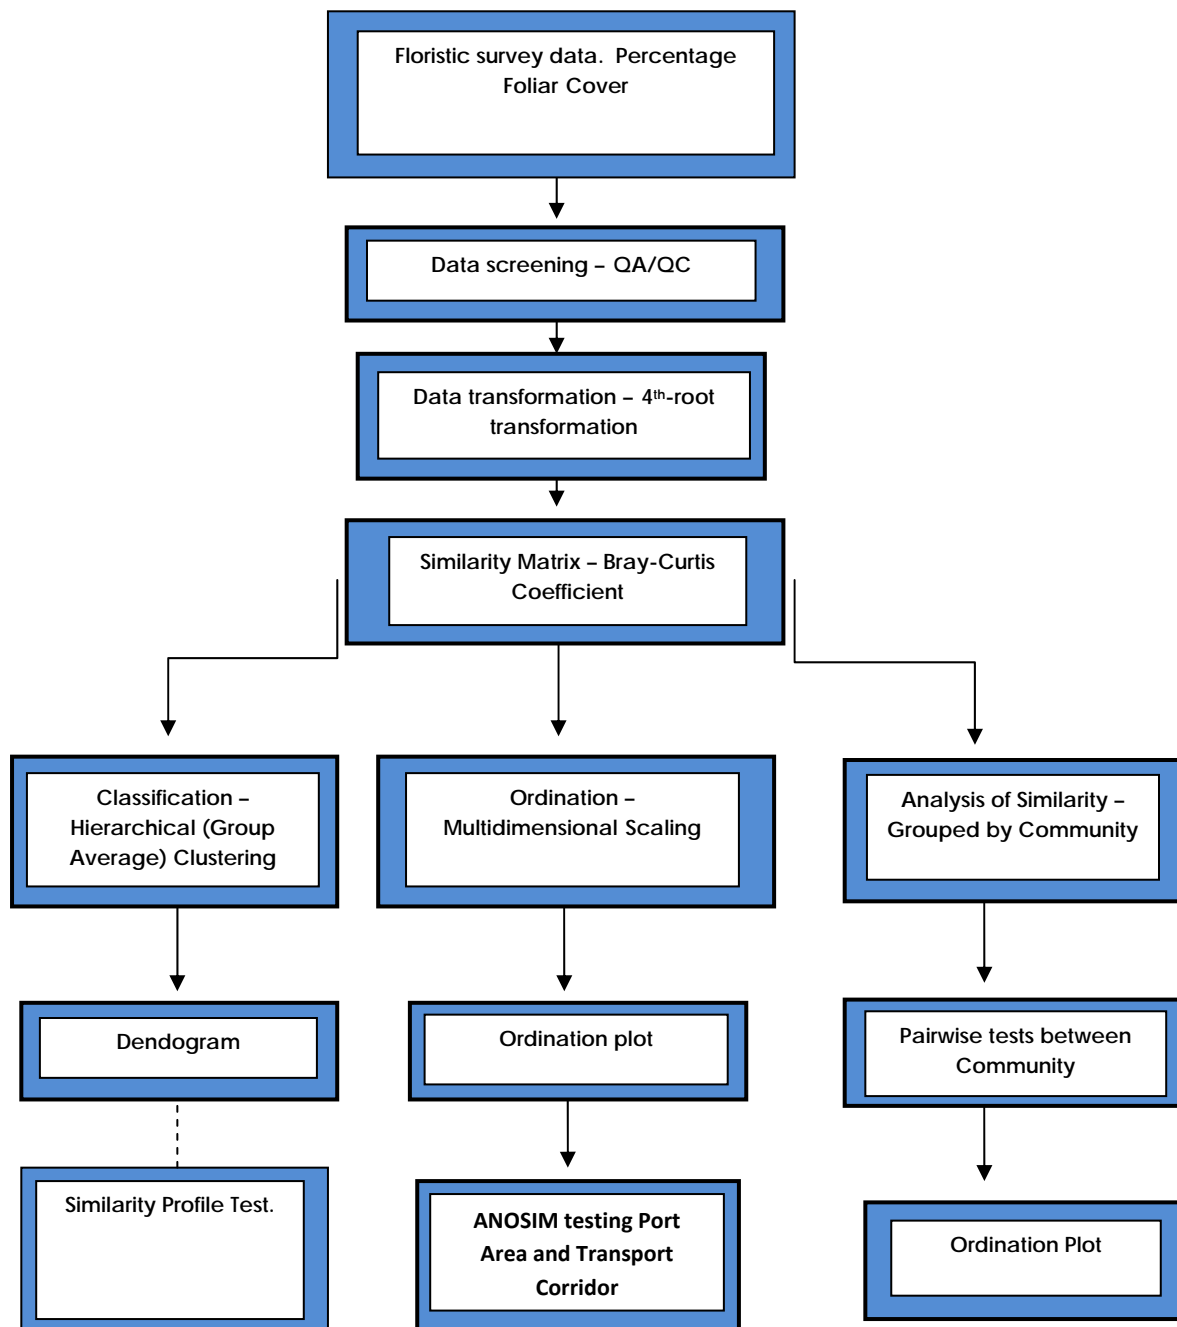 Floristic survey data.  Percentage
Foliar Cover
Data screening – QA/QC
Data transformation – 4th-root
transformation
Similarity Matrix – Bray-Curtis
Coefficient
Classification –
Hierarchical (Group
Average) Clustering
Ordination –
Multidimensional Scaling
Analysis of Similarity –
Grouped by Community
Dendogram
Ordination plot
Pairwise tests between
Community
Similarity Profile Test.
ANOSIM testing Port
Area and Transport
Corridor
Ordination Plot